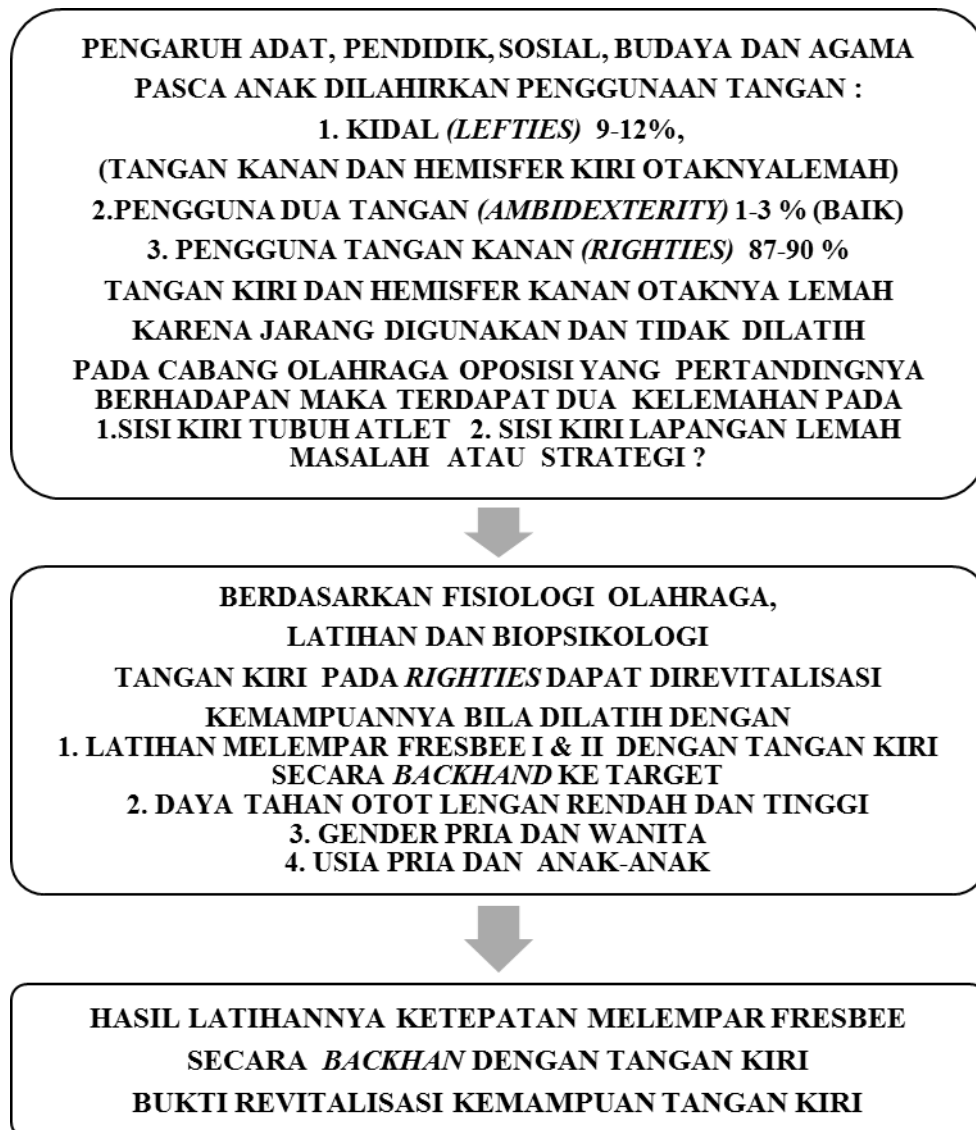 PENGARUH ADAT, PENDIDIK, SOSIAL, BUDAYA DAN AGAMA
PASCA ANAK DILAHIRKAN PENGGUNAAN TANGAN :
1. KIDAL (LEFTIES) 9-12%,
(TANGAN KANAN DAN HEMISFER KIRI OTAKNYALEMAH)
2.PENGGUNA DUA TANGAN (AMBIDEXTERITY) 1-3 % (BAIK)
3. PENGGUNA TANGAN KANAN (RIGHTIES) 87-90 %
TANGAN KIRI DAN HEMISFER KANAN OTAKNYA LEMAH
KARENA JARANG DIGUNAKAN DAN TIDAK DILATIH
PADA CABANG OLAHRAGA OPOSISI YANG PERTANDINGNYA
BERHADAPAN MAKA TERDAPAT DUA KELEMAHAN PADA
1.SISI KIRI TUBUH ATLET 2. SISI KIRI LAPANGAN LEMAH
MASALAH ATAU STRATEGI ?
BERDASARKAN FISIOLOGI OLAHRAGA,
LATIHAN DAN BIOPSIKOLOGI
TANGAN KIRI PADA RIGHTIES DAPAT DIREVITALISASI
KEMAMPUANNYA BILA DILATIH DENGAN
1. LATIHAN MELEMPAR FRESBEE I & II DENGAN TANGAN KIRI
SECARA BACKHAND KE TARGET
2. DAYA TAHAN OTOT LENGAN RENDAH DAN TINGGI
3. GENDER PRIA DAN WANITA
4. USIA PRIA DAN ANAK-ANAK
HASIL LATIHANNYA KETEPATAN MELEMPAR FRESBEE
SECARA BACKHAN DENGAN TANGAN KIRI
BUKTI REVITALISASI KEMAMPUAN TANGAN KIRI